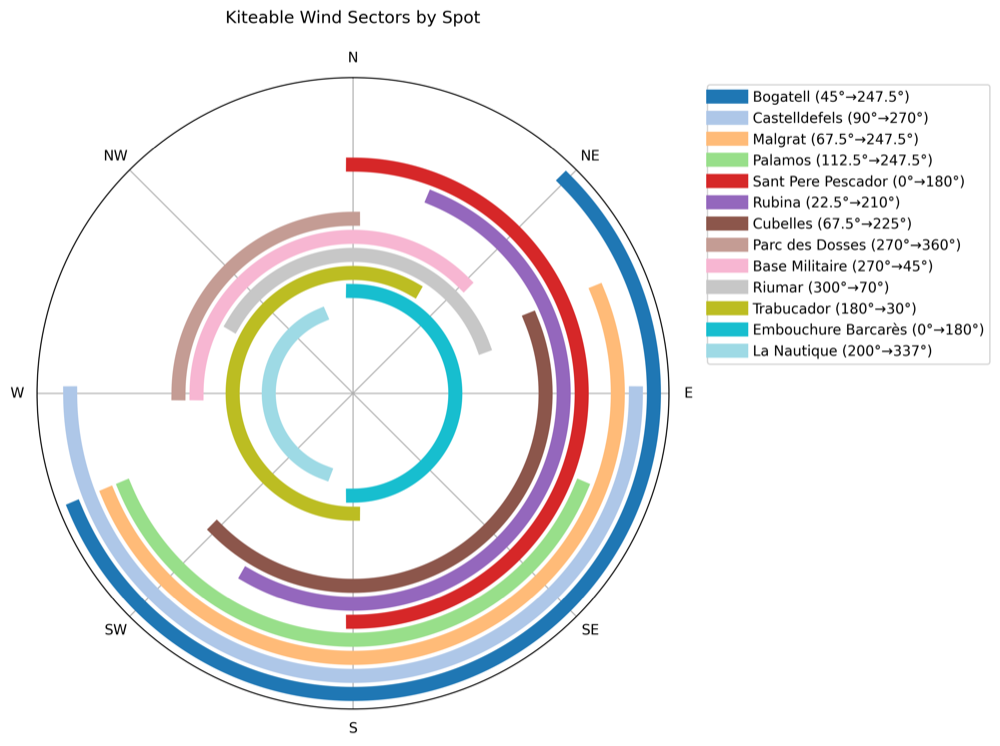 Kiteable Wind Sectors by Spot
N
NW
NE
W
E
SW
SE
S
Bogatell (45°→247.5°)
Castelldefels (90°→270°)
Malgrat (67.5°→247.5°)
Palamos (112.5°→247.5°)
Sant Pere Pescador (0°→180°)
Rubina (22.5°→210°)
Cubelles (67.5°→225°)
Parc des Dosses (270°→360°)
Base Militaire (270°→45°)
Riumar (300°→70°)
Trabucador (180°→30°)
Embouchure Barcarès (0°→180°)
La Nautique (200°→337°)